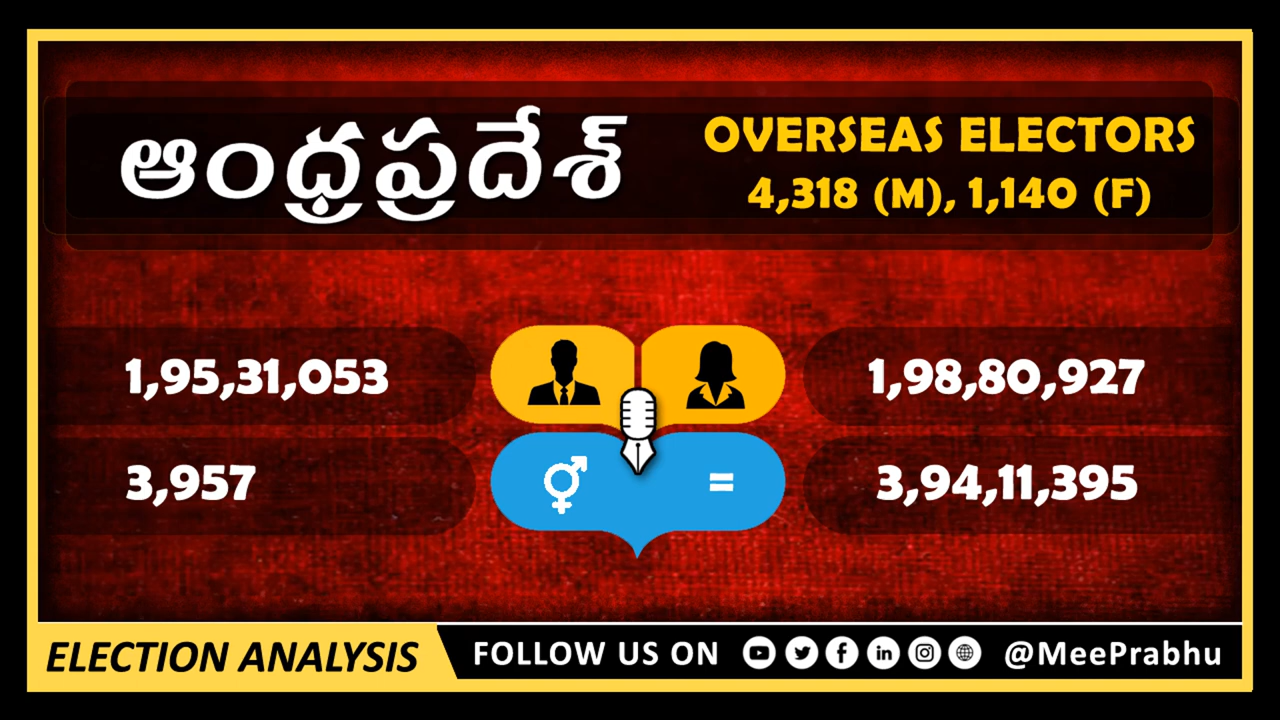 ఆంధ్రప్రదేశ్
OVERSEAS ELECTORS
4,318 (M), 1,140 (F)
1,95,31,053
1,98,80,927
3,957
=
3,94,11,395
ELECTION ANALYSIS
FOLLOW US ON
@MeePrabhu